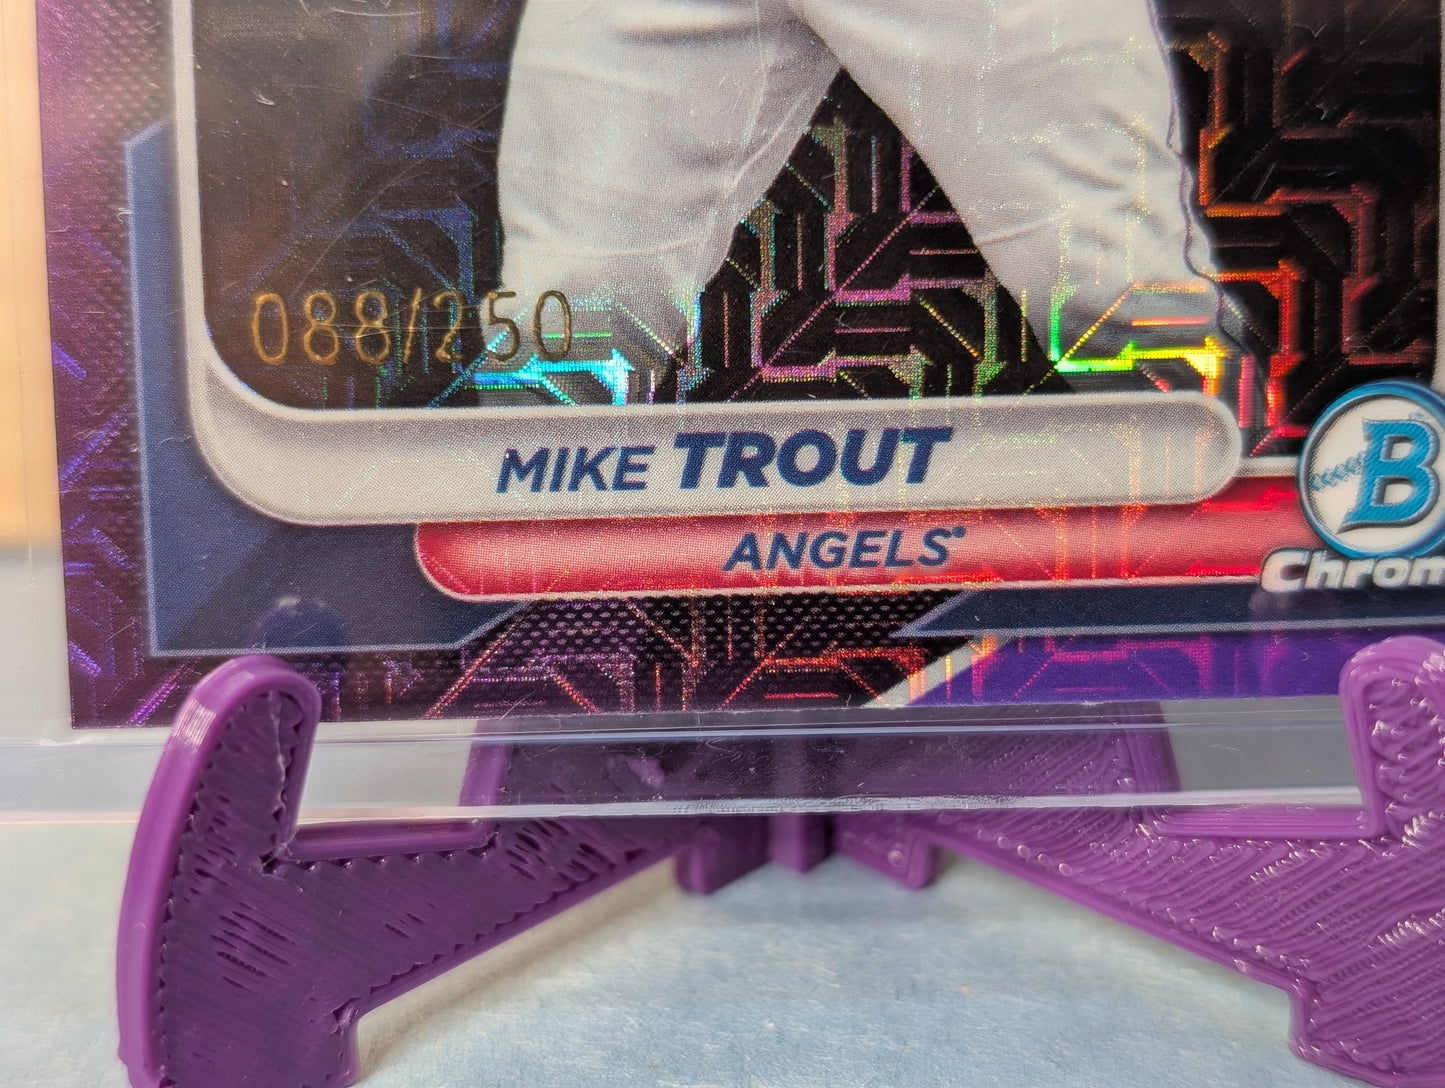 088/250
MIKE TROUT
ANGELS
B
Chrom